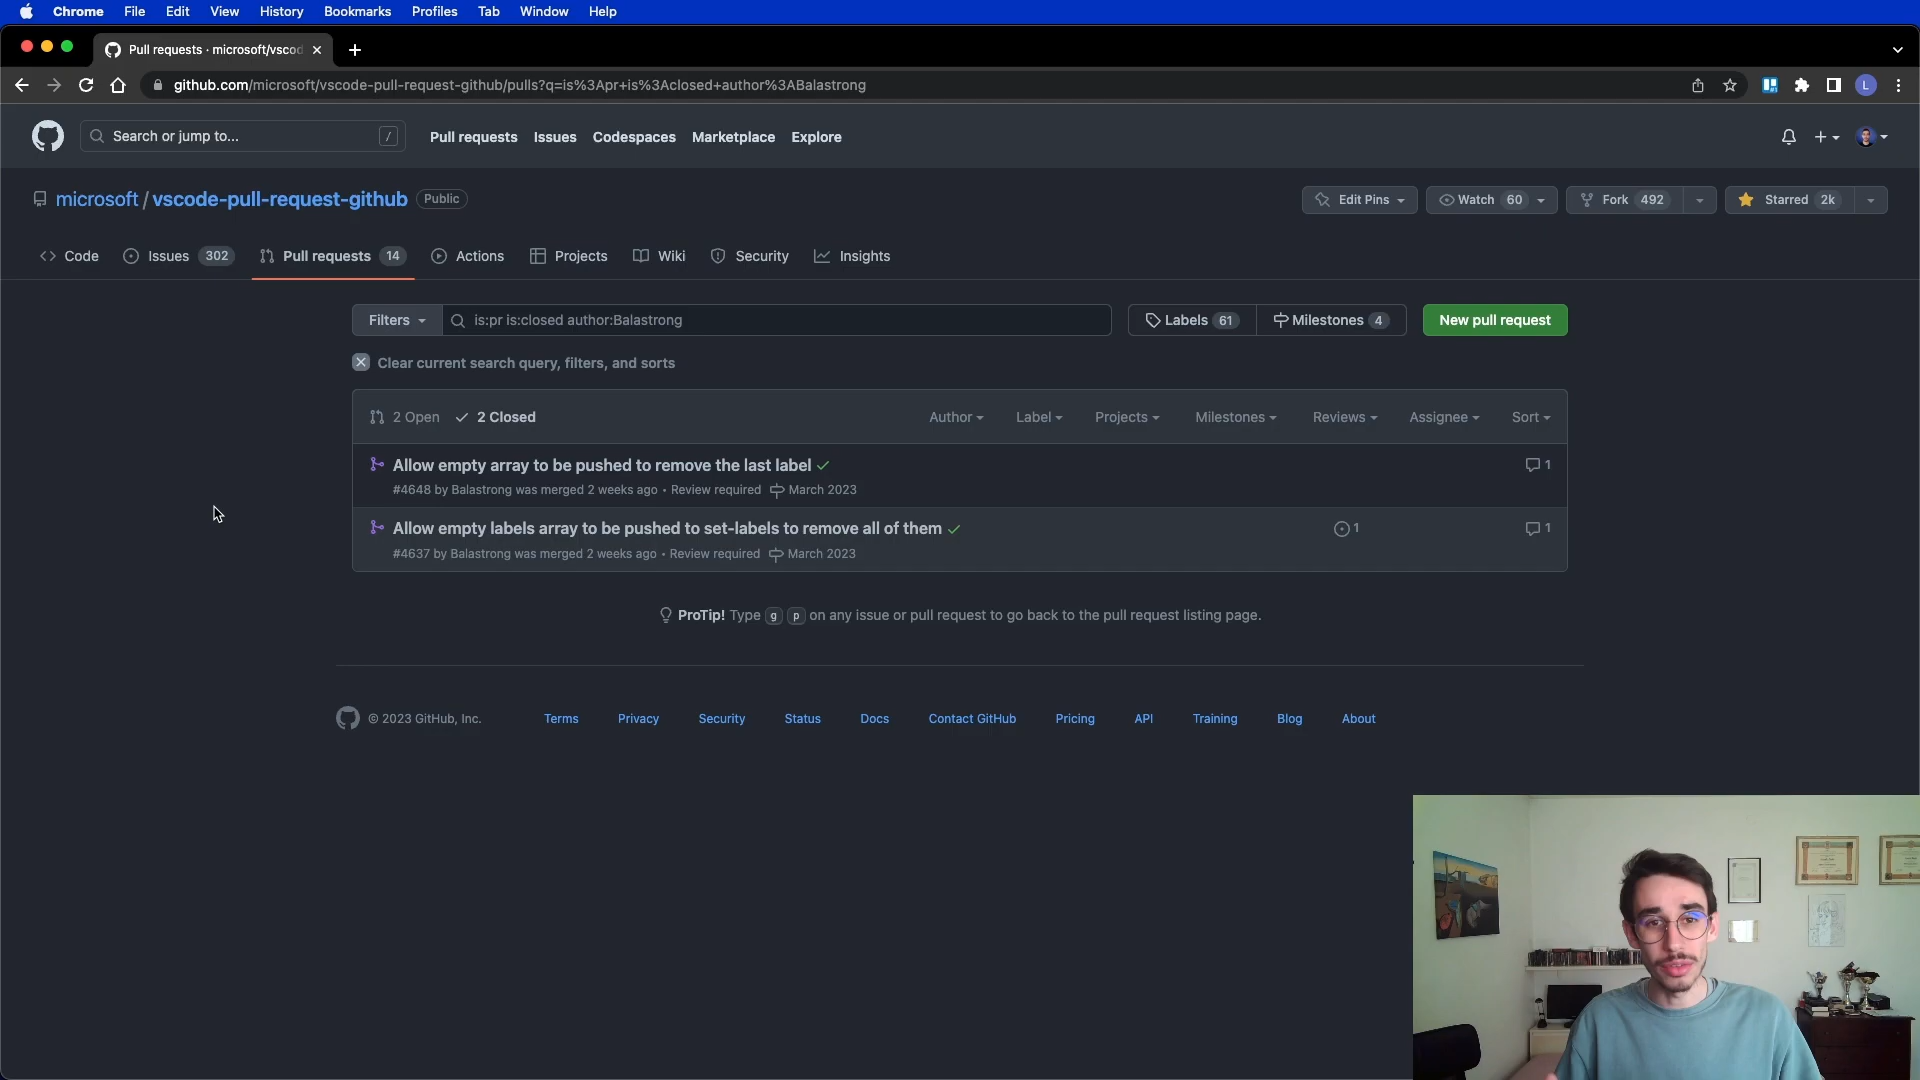 Chrome File Edit View History Bookmarks Profiles Tab Window Help
Pull requests · microsoft/vscod
github.com/microsoft/vscode-pull-request-github/pulls?q=is%3Apr+is%3Aclosed+author%3ABalastrong
L
Search or jump to... /
Pull requests Issues Codespaces Marketplace Explore
microsoft / vscode-pull-request-github Public
Edit Pins Watch 60 Fork 492 Starred 2k
Code Issues 302 Pull requests 14 Actions Projects Wiki Security Insights
Filters is:pr is:closed author:Balastrong Labels 61 Milestones 4 New pull request
Clear current search query, filters, and sorts
2 Open 2 Closed Author Label Projects Milestones Reviews Assignee Sort
Allow empty array to be pushed to remove the last label 1
#4648 by Balastrong was merged 2 weeks ago • Review required March 2023
Allow empty labels array to be pushed to set-labels to remove all of them 1 1
#4637 by Balastrong was merged 2 weeks ago • Review required March 2023
ProTip! Type g p on any issue or pull request to go back to the pull request listing page.
© 2023 GitHub, Inc. Terms Privacy Security Status Docs Contact GitHub Pricing API Training Blog About